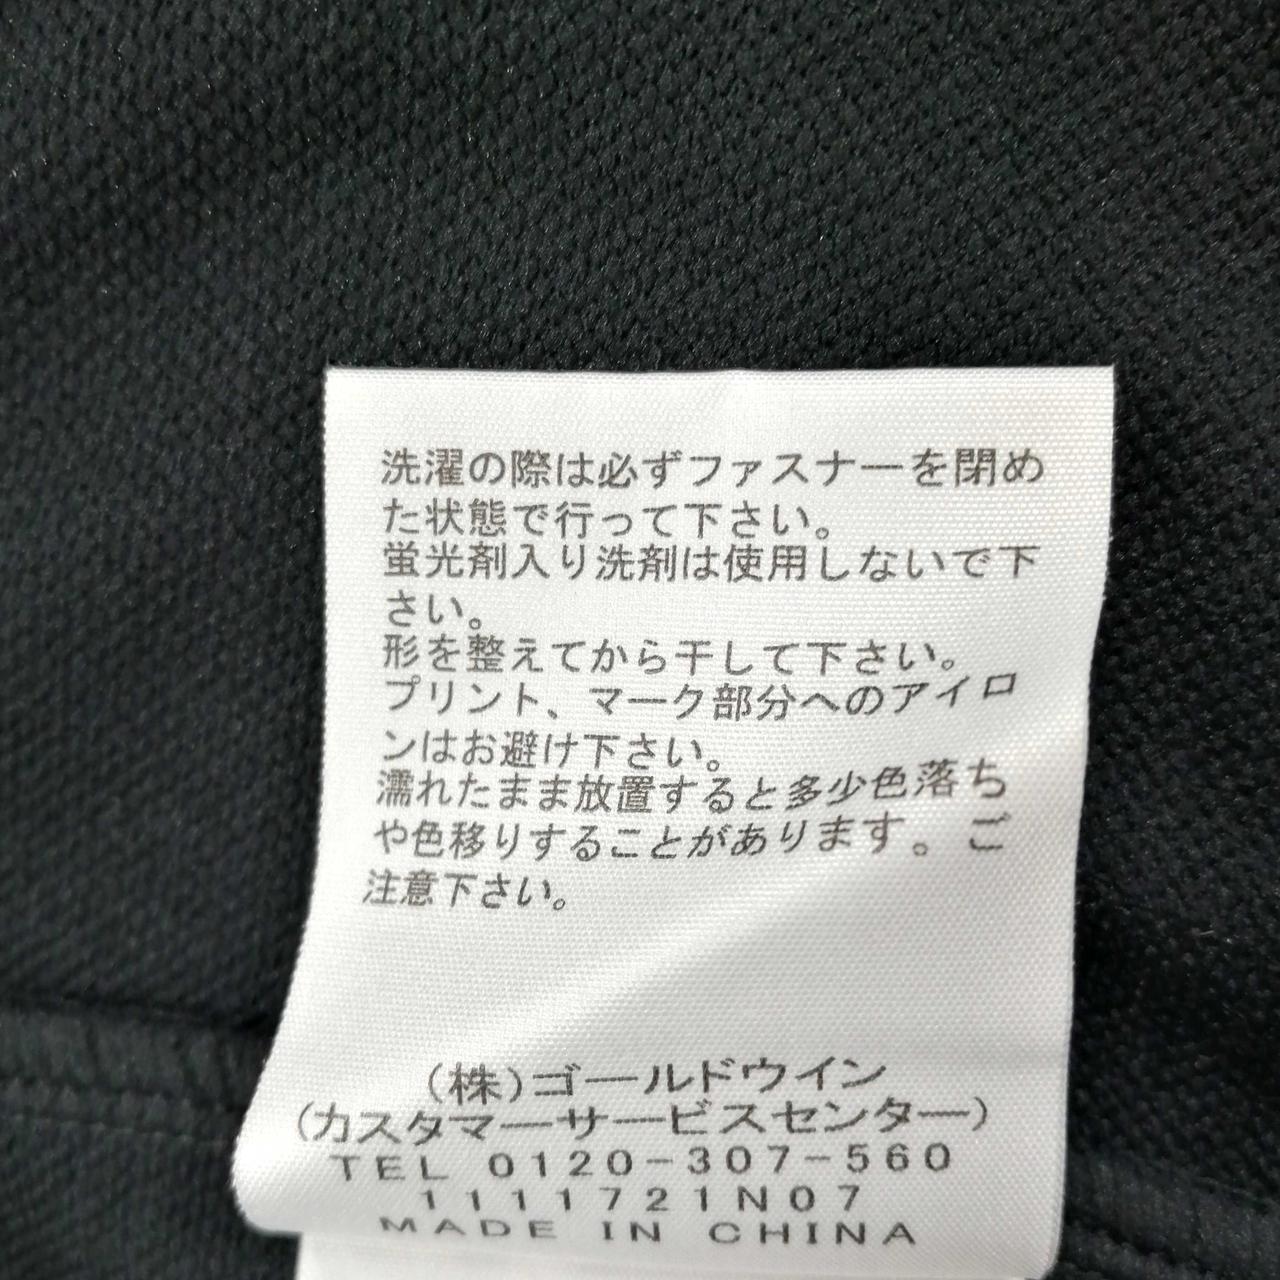 洗濯の際は必ずファスナーを閉め
た状態で行って下さい。
蛍光剤入り洗剤は使用しないで下
さい。
形を整えてから干して下さい。
プリント、マーク部分へのアイロ
ンはお避け下さい。
濡れたまま放置すると多少色落ち
や色移りすることがあります。ご
注意下さい。
(株)ゴールドウイン
(カスタマーサービスセンター)
TEL 0120-307-560
1111721N07
MADE IN CHINA